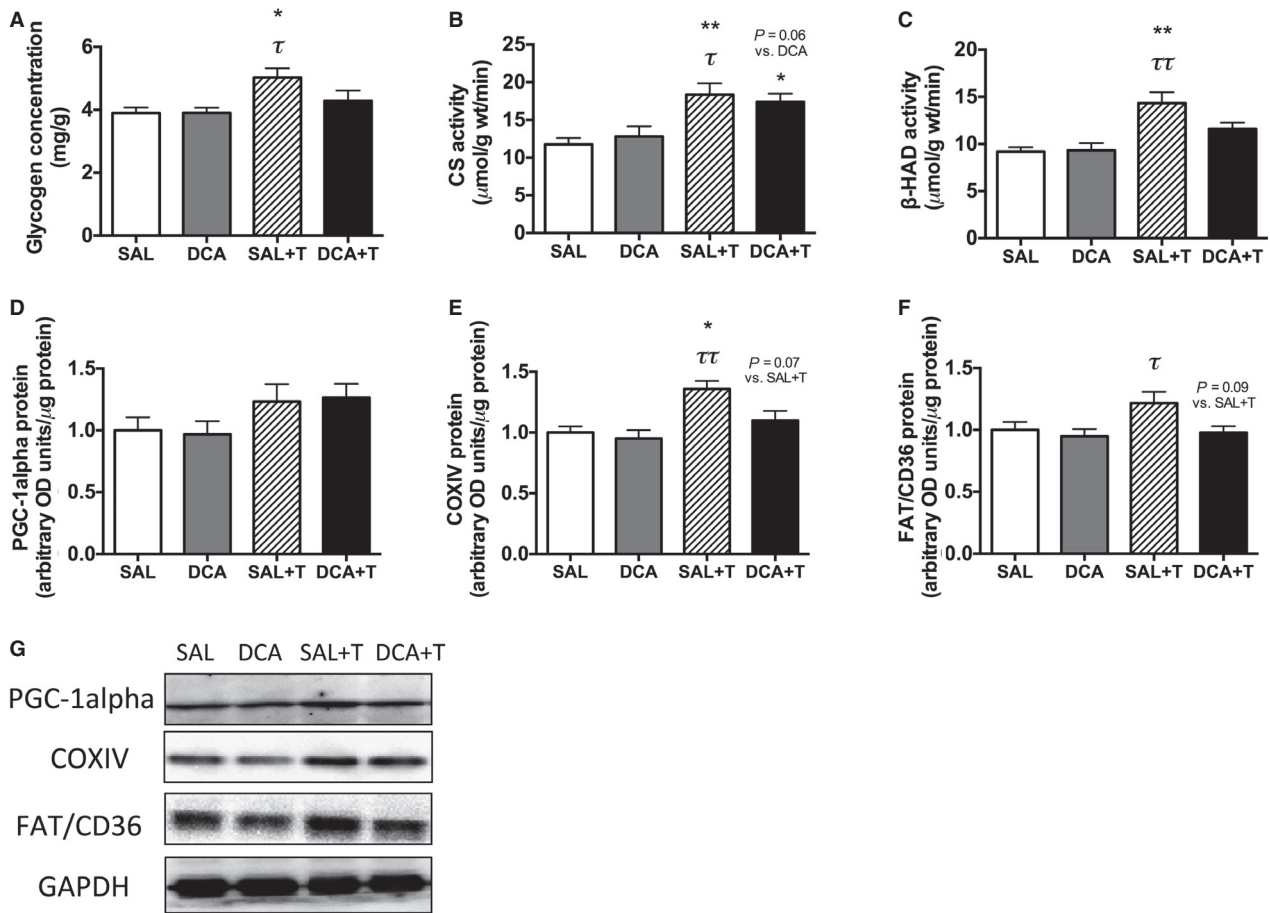 A
Glycogen concentration
(mg/g)
6
4
2
0
*
τ
SAL DCA SAL+T DCA+T
B
CS activity
(μmol/g wt/min)
25
20
15
10
5
0
**
τ
P = 0.06
vs. DCA
*
SAL DCA SAL+T DCA+T
C
β-HAD activity
(μmol/g wt/min)
20
15
10
5
0
**
ττ
SAL DCA SAL+T DCA+T
D
PGC-1alpha protein
(arbitrary OD units/μg protein)
1.5
1.0
0.5
0.0
SAL DCA SAL+T DCA+T
E
COXIV protein
(arbitrary OD units/μg protein)
1.5
1.0
0.5
0.0
*
ττ
P = 0.07
vs. SAL+T
SAL DCA SAL+T DCA+T
F
FAT/CD36 protein
(arbitrary OD units/μg protein)
1.5
1.0
0.5
0.0
τ
P = 0.09
vs. SAL+T
SAL DCA SAL+T DCA+T
G
SAL DCA SAL+T DCA+T
PGC-1alpha
COXIV
FAT/CD36
GAPDH